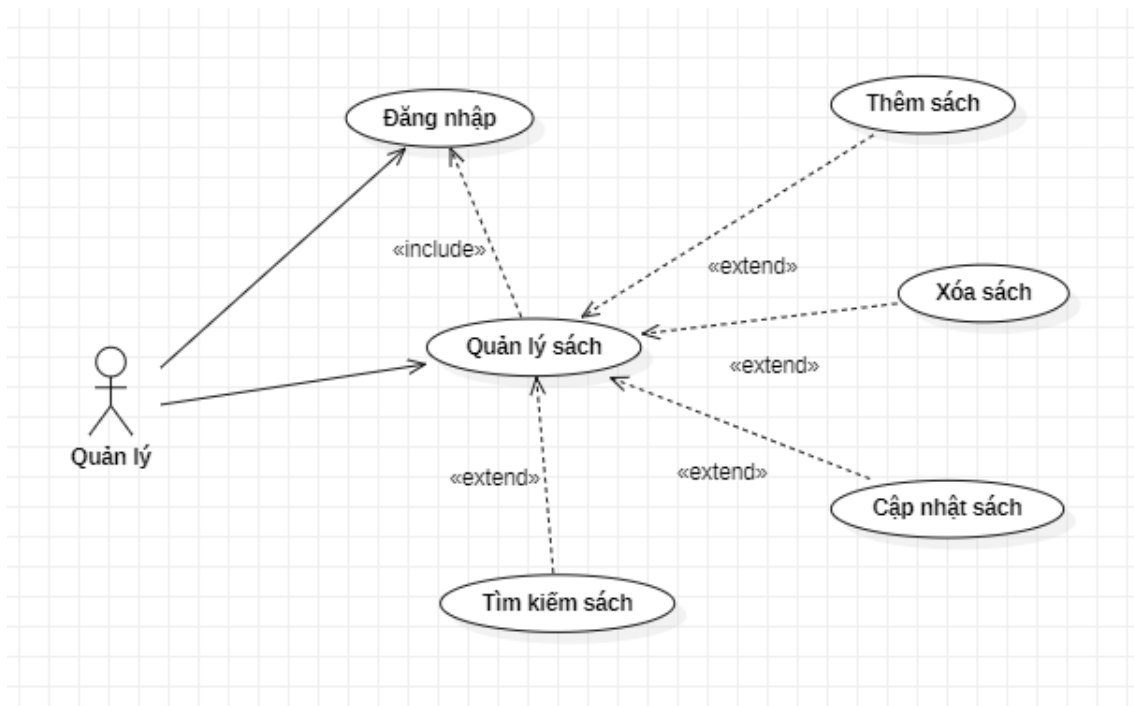 Đăng nhập
Thêm sách
«include»
«extend»
Xóa sách
Quản lý sách
«extend»
Quản lý
«extend»
«extend»
Cập nhật sách
Tìm kiếm sách